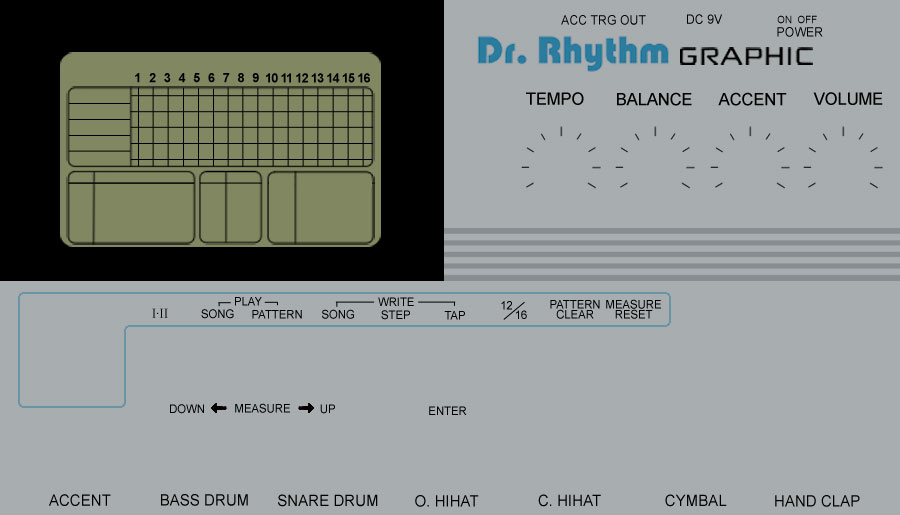 ACC TRG OUT DC 9V ON OFF
POWER
Dr. Rhythm GRAPHIC
1 2 3 4 5 6 7 8 9 10 11 12 13 14 15 16
TEMPO BALANCE ACCENT VOLUME
I·II
PLAY
SONG PATTERN
WRITE
SONG STEP TAP
12/16
PATTERN CLEAR
MEASURE RESET
DOWN MEASURE UP
ENTER
ACCENT BASS DRUM SNARE DRUM O. HIHAT C. HIHAT CYMBAL HAND CLAP